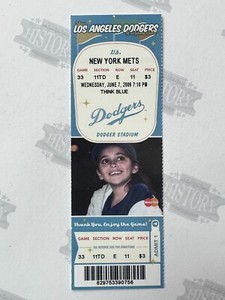 LOS ANGELES DODGERS
vs.
NEW YORK METS
GAME SECTION ROW SEAT PRICE
33 11TD E 11 $3
WEDNESDAY, JUNE 7, 2006 7:10 PM
THINK BLUE
Dodgers
DODGER STADIUM
Thank You, Enjoy the Game!
GAME SECTION ROW SEAT PRICE
33 11TD E 11 $3
ADMIT 1
829753390756
HISTORY